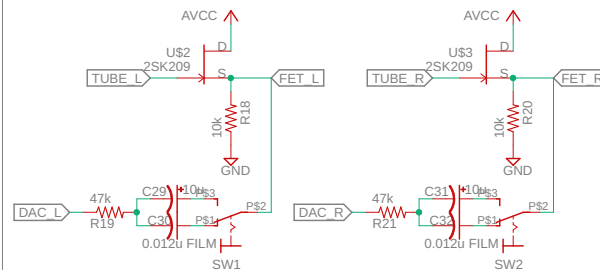 AVCC
AVCC
U$2
D
2SK209
S
TUBE_L
FET_L
10k
R18
GND
U$3
D
2SK209
S
TUBE_R
FET_R
10k
R20
GND
47k
C29
10u
P$3
P$2
DAC_L
R19
C30
P$1
0.012u FILM
SW1
47k
C31
10u
P$3
P$2
DAC_R
R21
C32
P$1
0.012u FILM
SW2